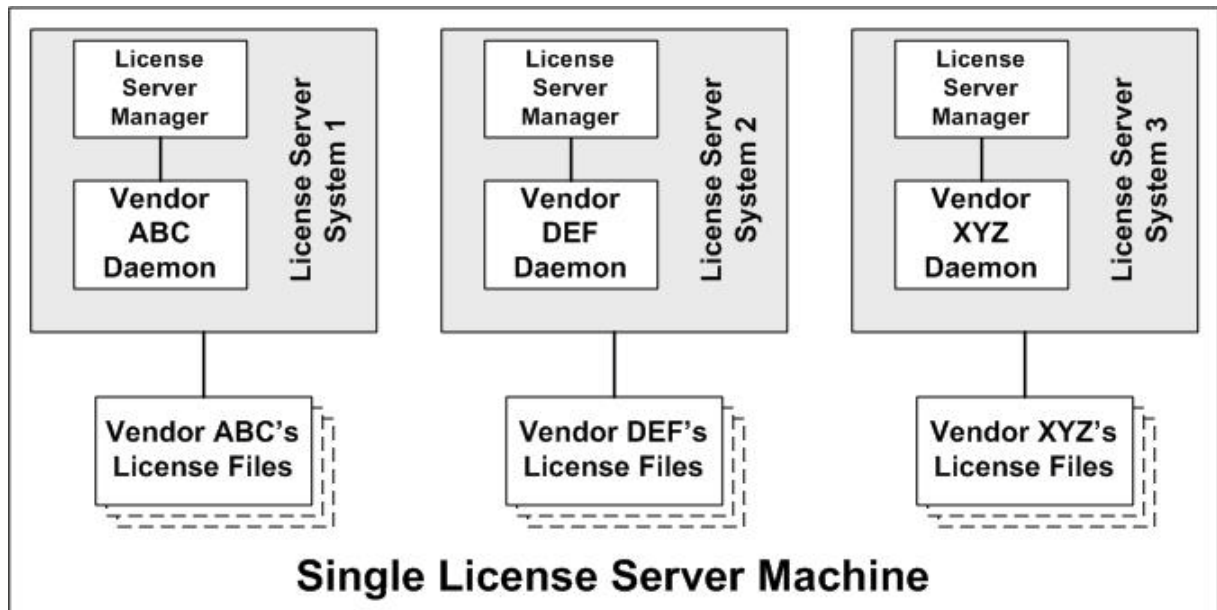 License
Server
Manager
Vendor
ABC
Daemon
License Server
System 1
Vendor ABC's
License Files
License
Server
Manager
Vendor
DEF
Daemon
License Server
System 2
Vendor DEF's
License Files
License
Server
Manager
Vendor
XYZ
Daemon
License Server
System 3
Vendor XYZ's
License Files
Single License Server Machine